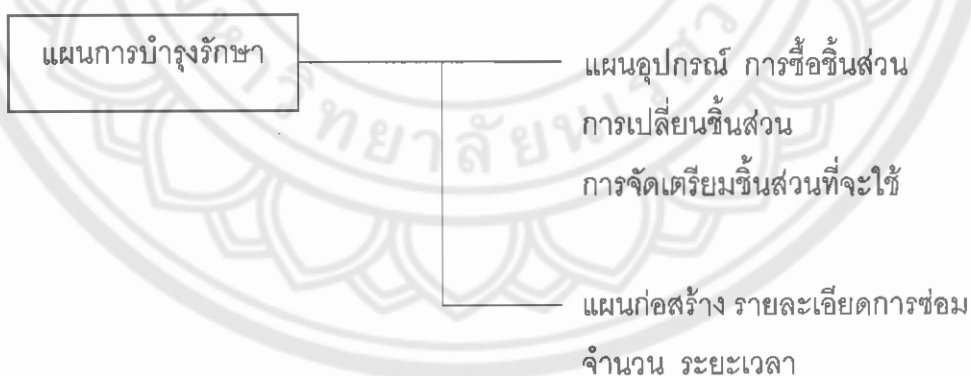 แผนการบำรุงรักษา
แผนอุปกรณ์ การซื้อชิ้นส่วน
การเปลี่ยนชิ้นส่วน
การจัดเตรียมชิ้นส่วนที่จะใช้
แผนก่อสร้าง รายละเอียดการซ่อม
จำนวน ระยะเวลา